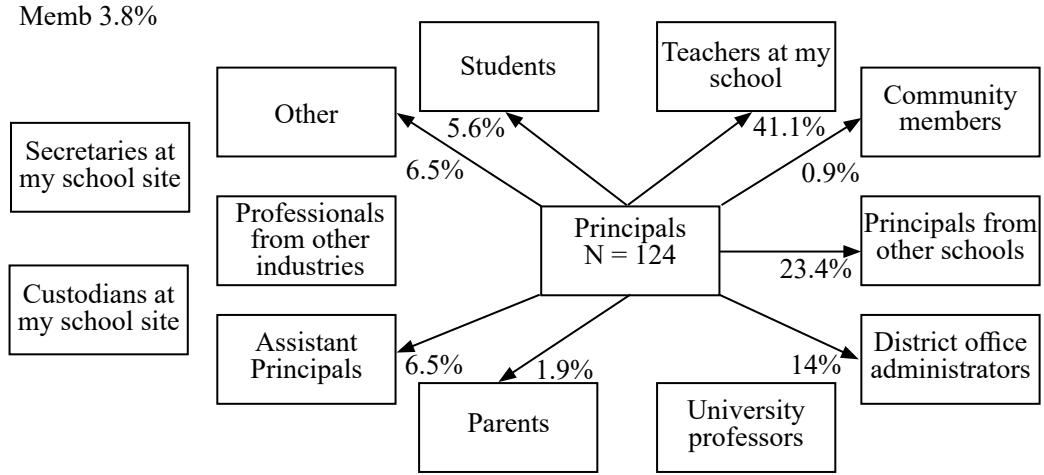 Memb 3.8%
Students
Teachers at my
school
Other
Community
members
5.6%
41.1%
6.5%
0.9%
Secretaries at
my school site
Professionals
from other
industries
Principals
N = 124
Principals from
other schools
23.4%
Custodians at
my school site
Assistant
Principals
6.5%
1.9%
14%
District office
administrators
Parents
University
professors